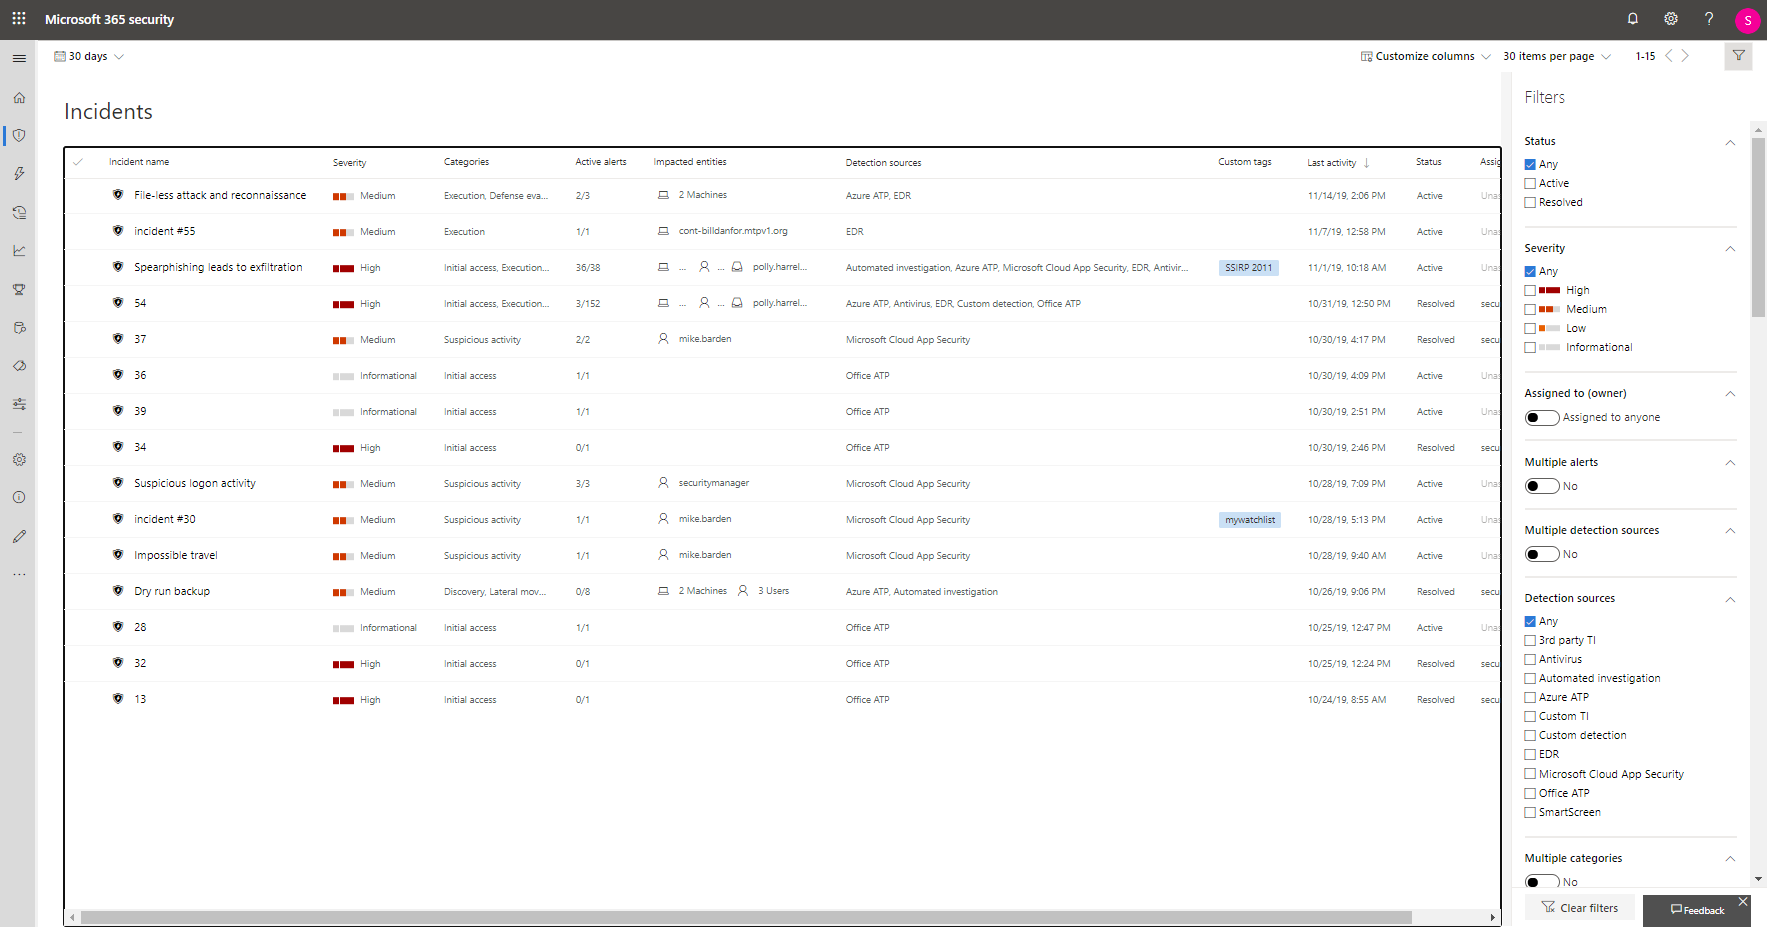 Microsoft 365 security
?
S
30 days
Customize columns
30 items per page
1-15
Incidents
Incident name Severity Categories Active alerts Impacted entities Detection sources Custom tags Last activity ↓ Status Assig
File-less attack and reconnaissance Medium Execution, Defense eva... 2/3 2 Machines Azure ATP, EDR 11/14/19, 2:06 PM Active Unas
incident #55 Medium Execution 1/1 cont-billdanfor.mtpv1.org EDR 11/7/19, 12:58 PM Active Unas
Spearphishing leads to exfiltration High Initial access, Execution... 36/38 ... ... polly.harrel... Automated investigation, Azure ATP, Microsoft Cloud App Security, EDR, Antivir... SSIRP 2011 11/1/19, 10:18 AM Active Unas
54 High Initial access, Execution... 3/152 ... ... polly.harrel... Azure ATP, Antivirus, EDR, Custom detection, Office ATP 10/31/19, 12:50 PM Resolved secu
37 Medium Suspicious activity 2/2 mike.barden Microsoft Cloud App Security 10/30/19, 4:17 PM Resolved secu
36 Informational Initial access 1/1 Office ATP 10/30/19, 4:09 PM Active Unas
39 Informational Initial access 1/1 Office ATP 10/30/19, 2:51 PM Active Unas
34 High Initial access 0/1 Office ATP 10/30/19, 2:46 PM Resolved secu
Suspicious logon activity Medium Suspicious activity 3/3 securitymanager Microsoft Cloud App Security 10/28/19, 7:09 PM Active Unas
incident #30 Medium Suspicious activity 1/1 mike.barden Microsoft Cloud App Security mywatchlist 10/28/19, 5:13 PM Active Unas
Impossible travel Medium Suspicious activity 1/1 mike.barden Microsoft Cloud App Security 10/28/19, 9:40 AM Active Unas
Dry run backup Medium Discovery, Lateral mov... 0/8 2 Machines 3 Users Azure ATP, Automated investigation 10/26/19, 9:06 PM Resolved secu
28 Informational Initial access 1/1 Office ATP 10/25/19, 12:47 PM Active Unas
32 High Initial access 0/1 Office ATP 10/25/19, 12:24 PM Resolved secu
13 High Initial access 0/1 Office ATP 10/24/19, 8:55 AM Resolved secu
Filters
Status
Any
Active
Resolved
Severity
Any
High
Medium
Low
Informational
Assigned to (owner)
Assigned to anyone
Multiple alerts
No
Multiple detection sources
No
Detection sources
Any
3rd party TI
Antivirus
Automated investigation
Azure ATP
Custom TI
Custom detection
EDR
Microsoft Cloud App Security
Office ATP
SmartScreen
Multiple categories
No
Clear filters
Feedback